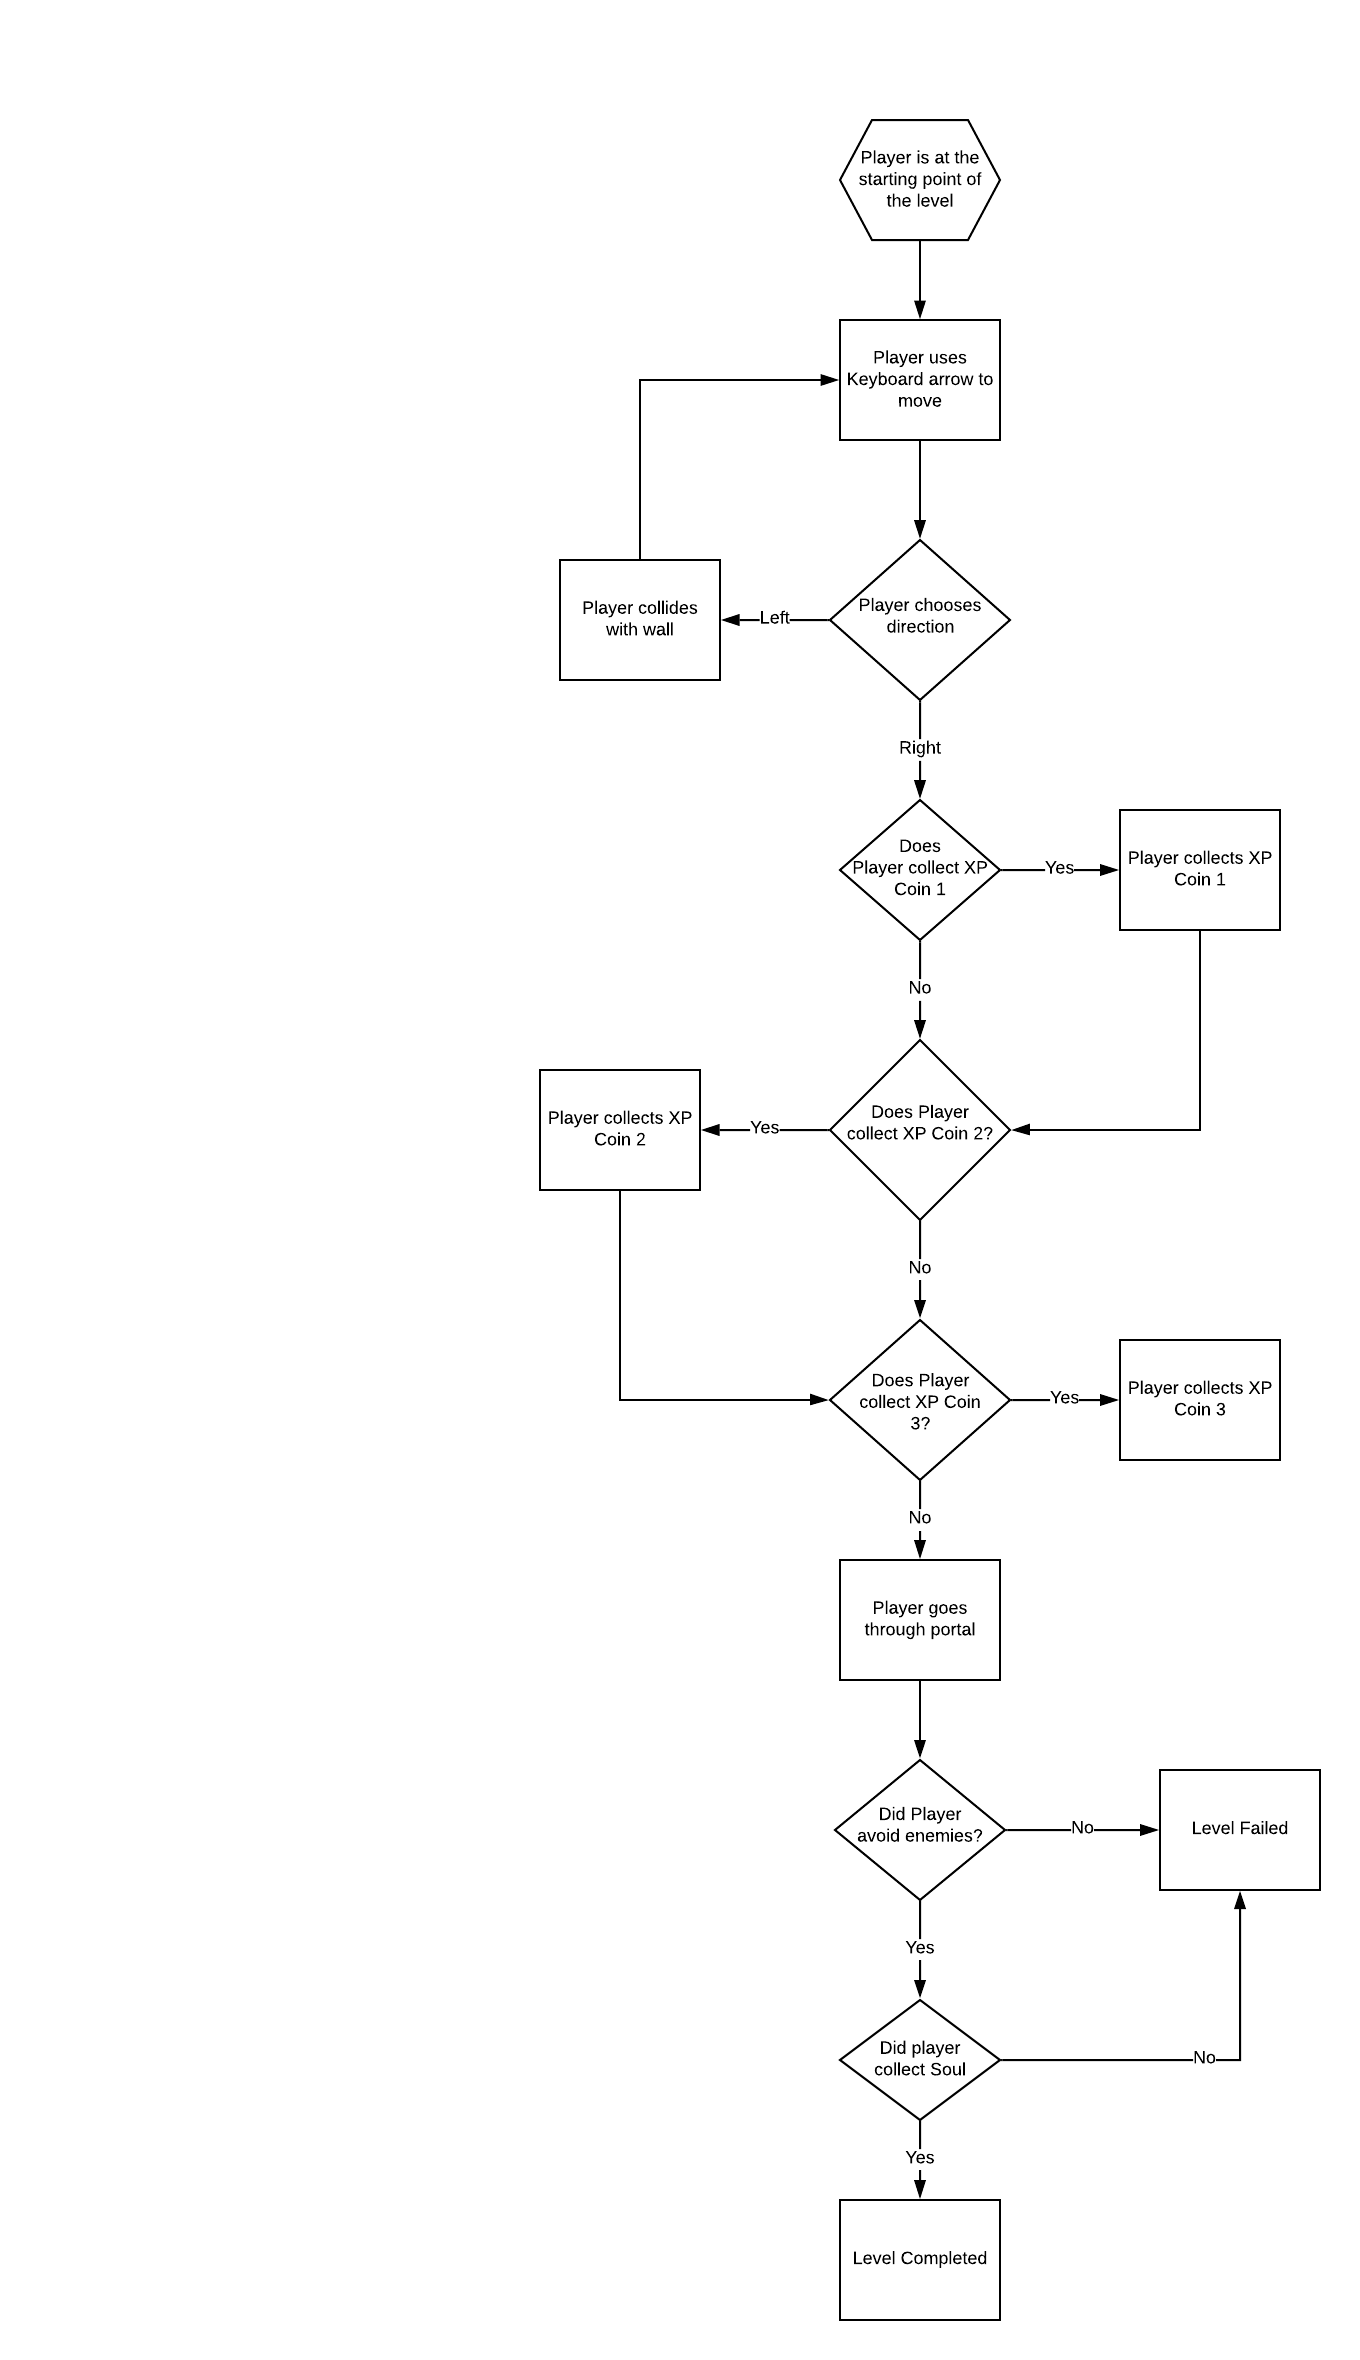 Player is at the
starting point of
the level
Player uses
Keyboard arrow to
move
Player collides
with wall
Left
Player chooses
direction
Right
Does
Player collect XP
Coin 1
Yes
Player collects XP
Coin 1
No
Player collects XP
Coin 2
Yes
Does Player
collect XP Coin 2?
No
Does Player
collect XP Coin
3?
Yes
Player collects XP
Coin 3
No
Player goes
through portal
Did Player
avoid enemies?
No
Level Failed
Yes
Did player
collect Soul
No
Yes
Level Completed